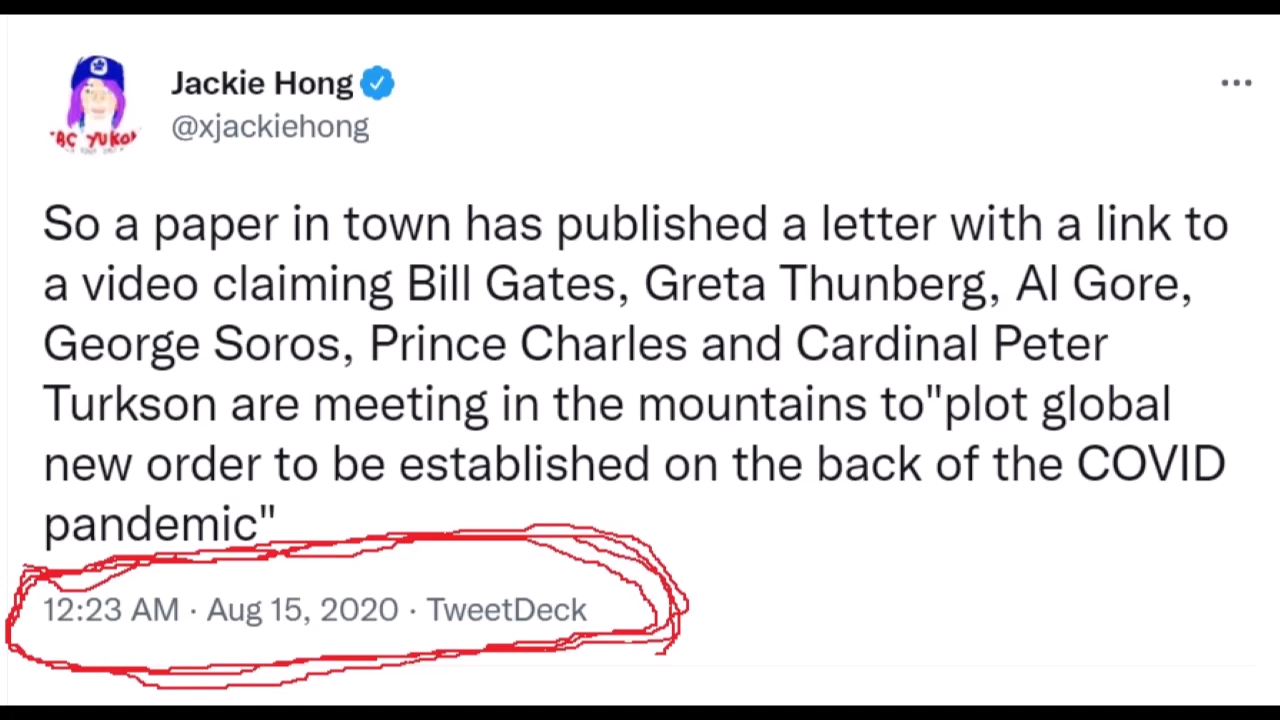 Jackie Hong
@xjackiehong
So a paper in town has published a letter with a link to
a video claiming Bill Gates, Greta Thunberg, Al Gore,
George Soros, Prince Charles and Cardinal Peter
Turkson are meeting in the mountains to"plot global
new order to be established on the back of the COVID
pandemic"
12:23 AM · Aug 15, 2020 · TweetDeck